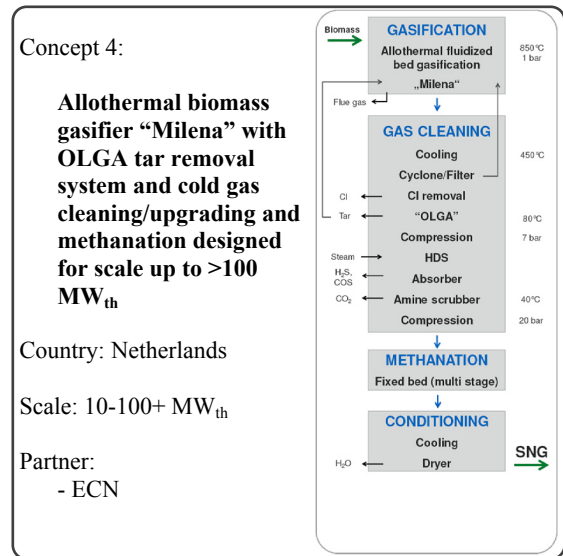 Concept 4:
Allothermal biomass
gasifier “Milena” with
OLGA tar removal
system and cold gas
cleaning/upgrading and
methanation designed
for scale up to >100
MWth
Country: Netherlands
Scale: 10-100+ MWth
Partner:
- ECN
Biomass
GASIFICATION
Allothermal fluidized
bed gasification
„Milena“
850°C
1 bar
Flue gas
GAS CLEANING
Cooling
450°C
Cyclone/Filter
Cl
Cl removal
Tar
“OLGA”
80°C
Compression
7 bar
Steam
HDS
H2S,
COS
Absorber
CO2
Amine scrubber
40°C
Compression
20 bar
METHANATION
Fixed bed (multi stage)
CONDITIONING
Cooling
SNG
H2O
Dryer